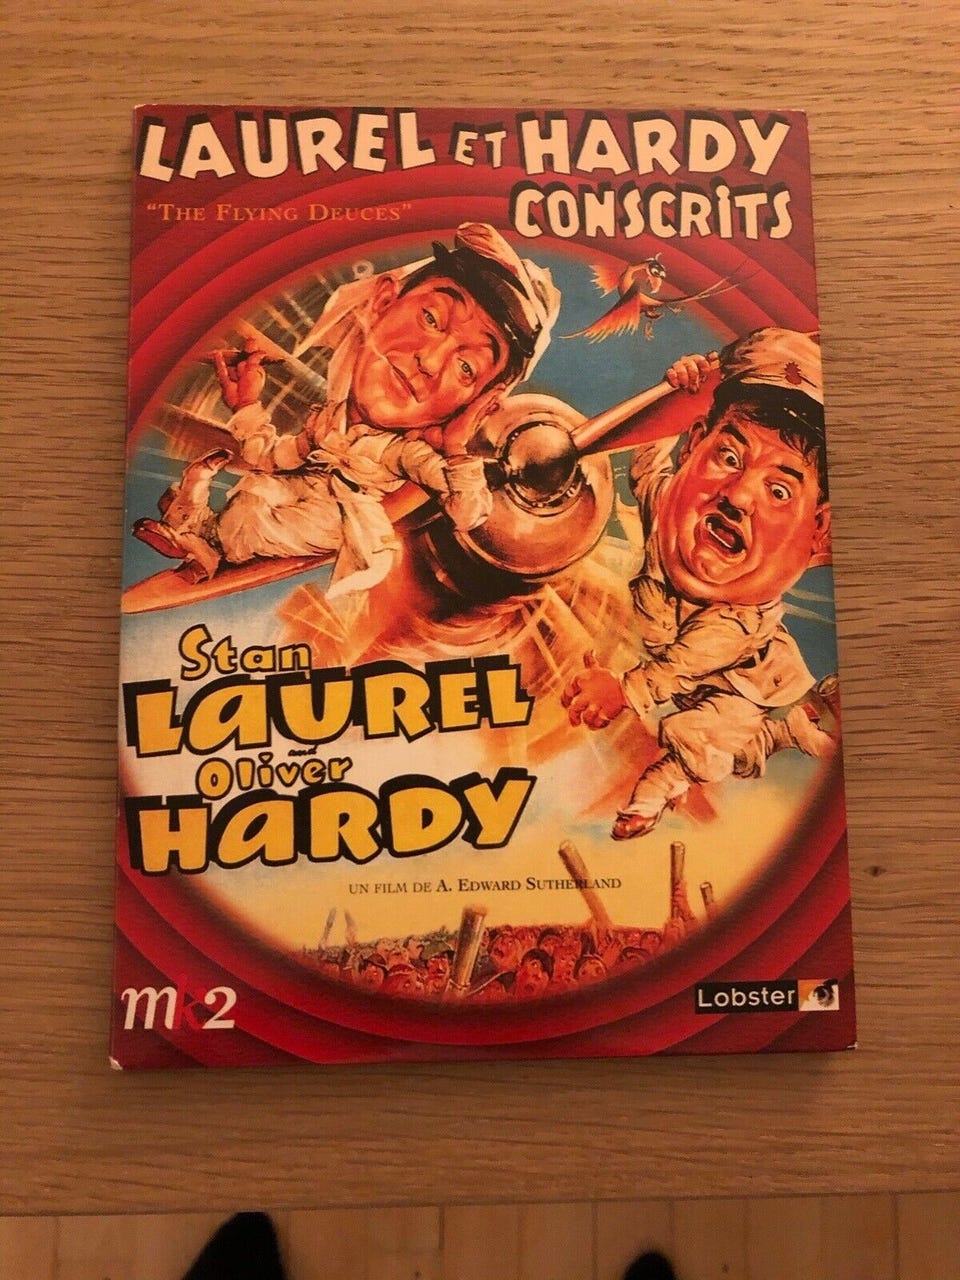 LAUREL ET HARDY
"THE FLYING DEUCES"
CONSCRITS
Stan
LAUREL
and
Oliver
HARDY
UN FILM DE A. EDWARD SUTHERLAND
mk2
Lobster